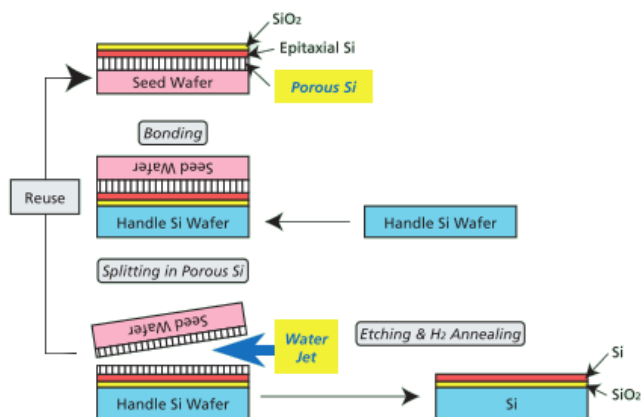 SiO₂
Epitaxial Si
Seed Wafer
Porous Si
Bonding
Seed Wafer
Reuse
Handle Si Wafer
Handle Si Wafer
Splitting in Porous Si
Seed Wafer
Water
Jet
Etching & H₂ Annealing
Si
SiO₂
Handle Si Wafer
Si